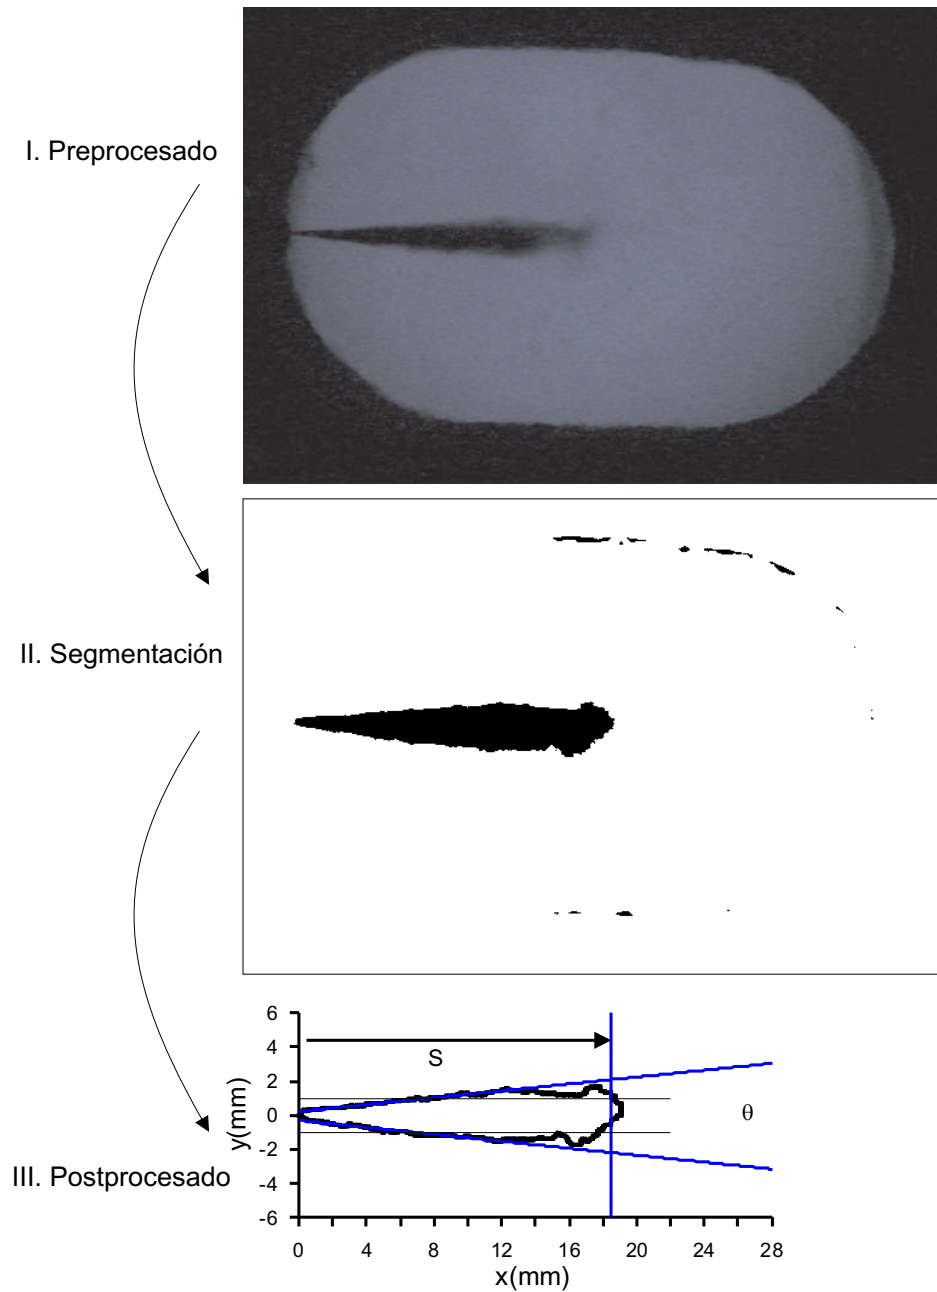 I. Preprocesado
II. Segmentación
III. Postprocesado
6
4
2
0
-2
-4
-6
y(mm)
S
θ
0 4 8 12 16 20 24 28
x(mm)